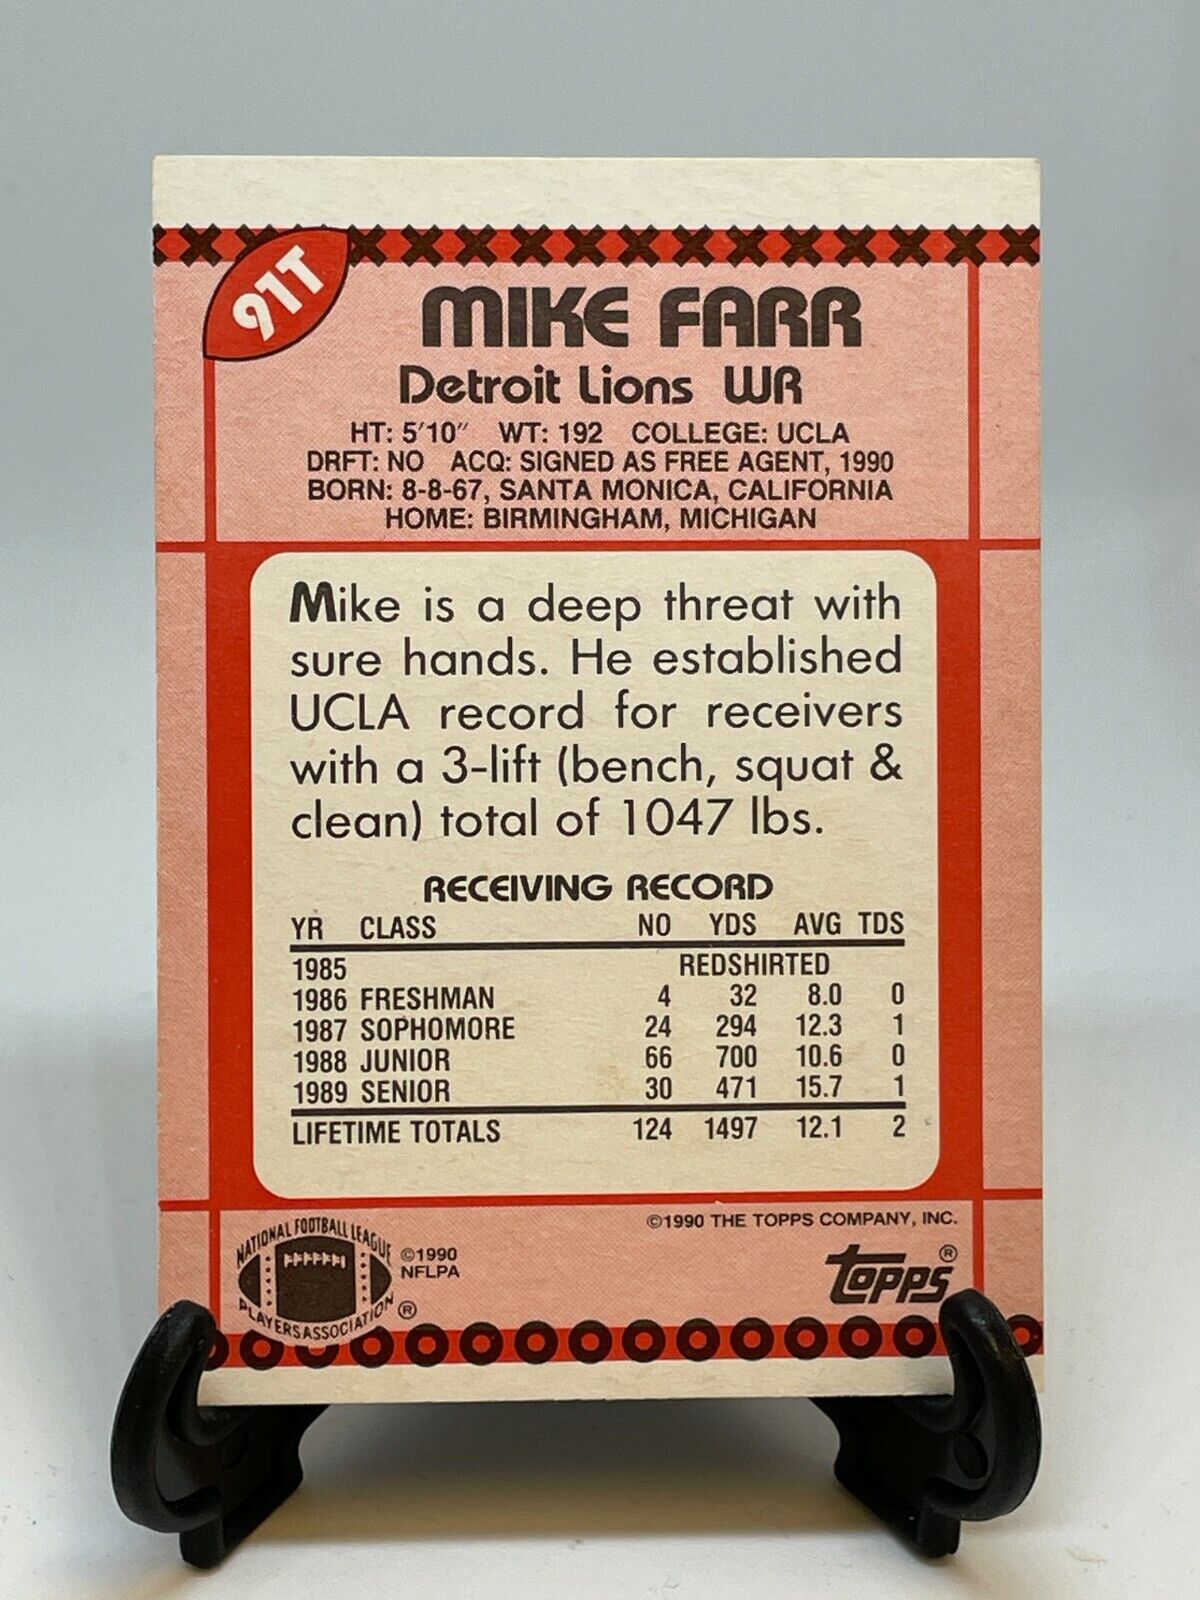 91T
MIKE FARR
Detroit Lions WR
HT: 5'10" WT: 192 COLLEGE: UCLA
DRFT: NO ACQ: SIGNED AS FREE AGENT, 1990
BORN: 8-8-67, SANTA MONICA, CALIFORNIA
HOME: BIRMINGHAM, MICHIGAN
Mike is a deep threat with
sure hands. He established
UCLA record for receivers
with a 3-lift (bench, squat &
clean) total of 1047 lbs.
RECEIVING RECORD
YR CLASS NO YDS AVG TDS
1985 REDSHIRTED
1986 FRESHMAN 4 32 8.0 0
1987 SOPHOMORE 24 294 12.3 1
1988 JUNIOR 66 700 10.6 0
1989 SENIOR 30 471 15.7 1
LIFETIME TOTALS 124 1497 12.1 2
©1990 THE TOPPS COMPANY, INC.
NATIONAL FOOTBALL LEAGUE
PLAYERS ASSOCIATION ®
©1990
NFLPA
TOPPS ®